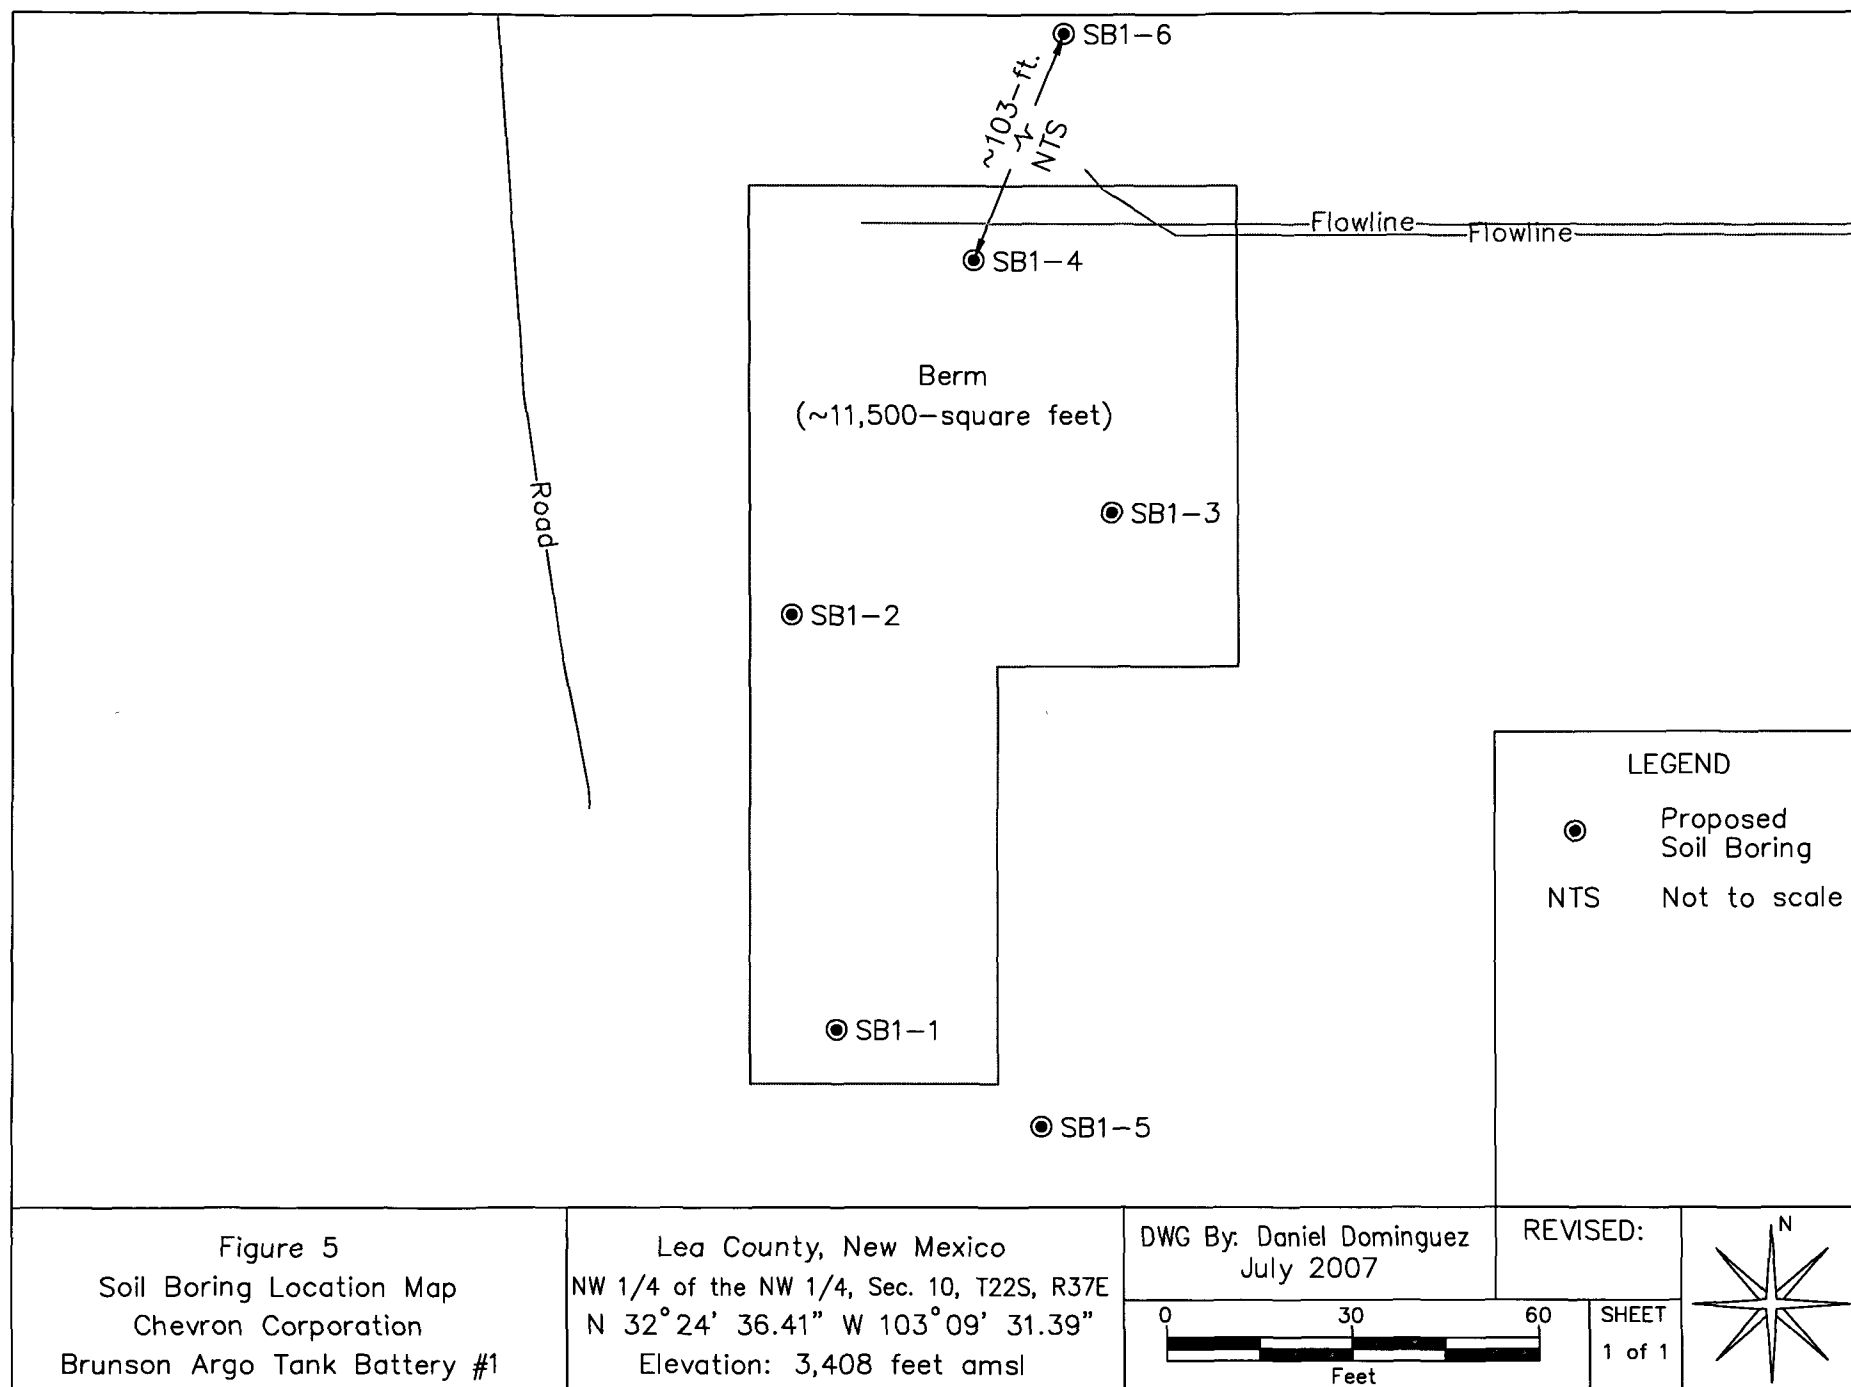 SB1-6
~103-ft.
NTS
Flowline
Flowline
SB1-4
Berm
(~11,500-square feet)
Road
SB1-3
SB1-2
SB1-1
SB1-5
LEGEND
Proposed
Soil Boring
NTS Not to scale
Figure 5
Soil Boring Location Map
Chevron Corporation
Brunson Argo Tank Battery #1
Lea County, New Mexico
NW 1/4 of the NW 1/4, Sec. 10, T22S, R37E
N 32°24' 36.41" W 103°09' 31.39"
Elevation: 3,408 feet amsl
DWG By: Daniel Dominguez
July 2007
REVISED:
0 30 60
Feet
SHEET
1 of 1
N